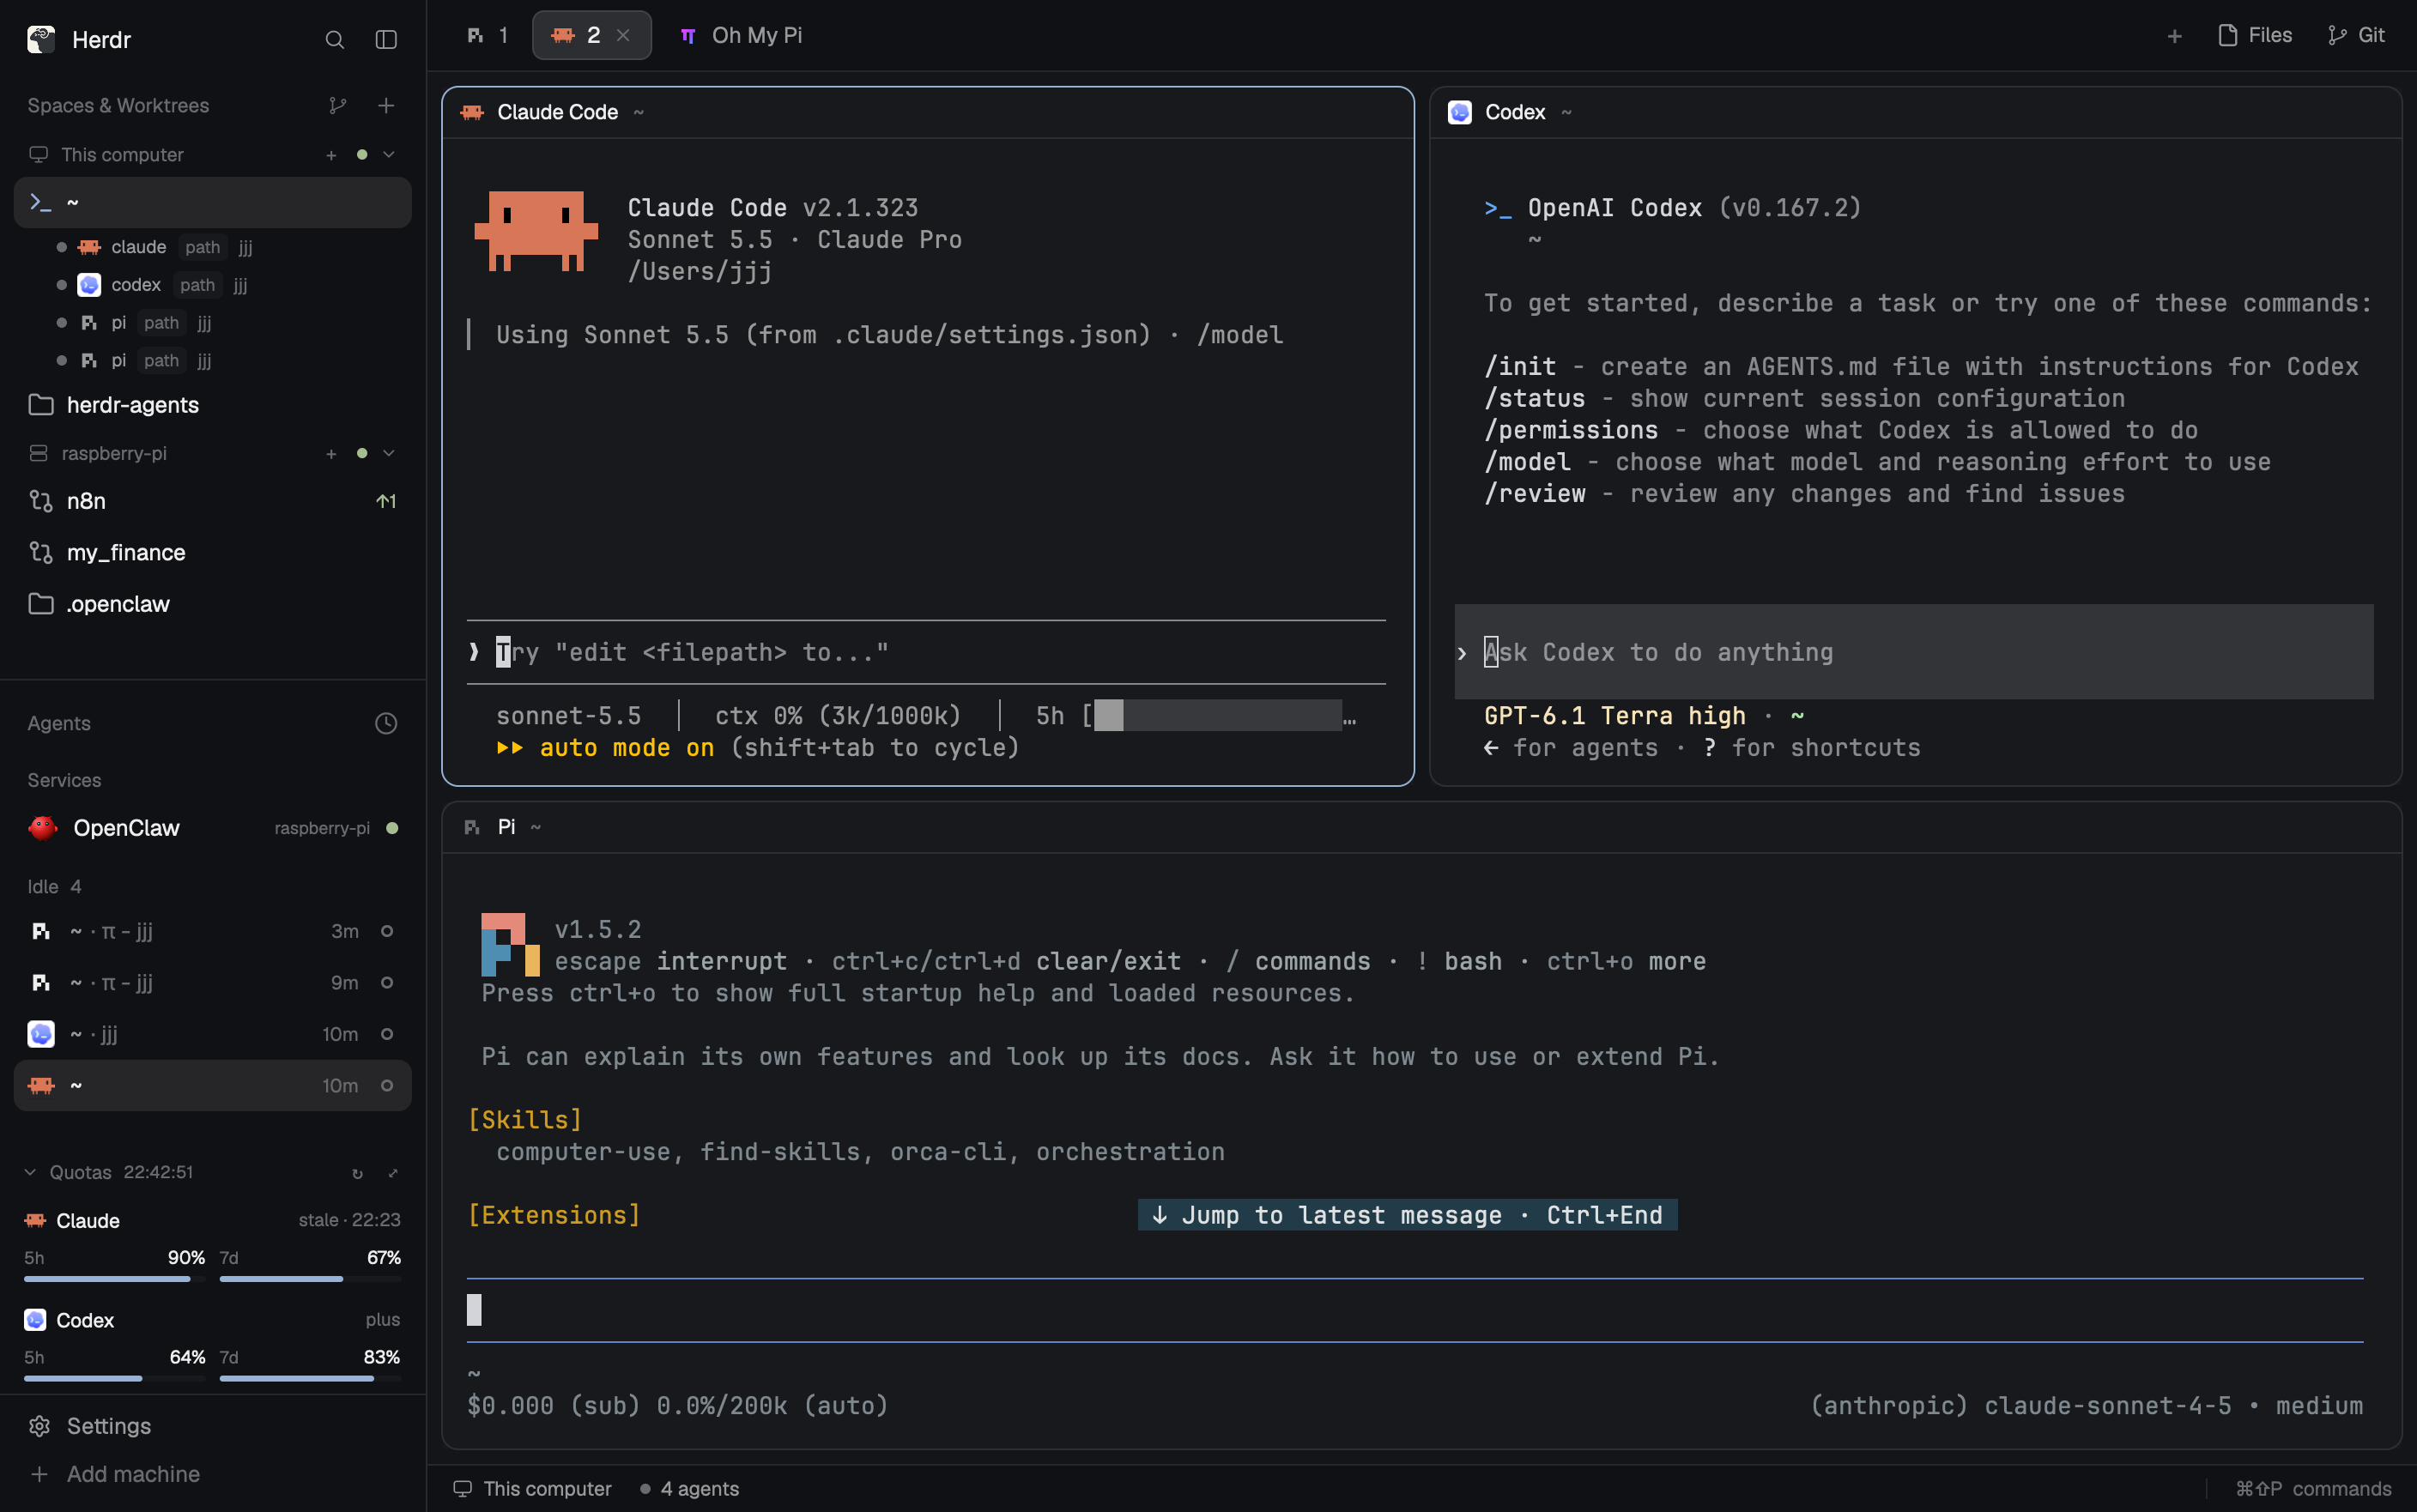 Herdr
Spaces & Worktrees
This computer
~
claude path jjj
codex path jjj
pi path jjj
pi path jjj
herdr-agents
raspberry-pi
n8n ↑1
my_finance
.openclaw
Agents
Services
OpenClaw raspberry-pi
Idle 4
~ · π - jjj 3m
~ · π - jjj 9m
~ · jjj 10m
~ 10m
Quotas 22:42:51
Claude stale · 22:23
5h 90% 7d 67%
Codex plus
5h 64% 7d 83%
Settings
+ Add machine
1
2 ×
π Oh My Pi
+ Files Git
Claude Code ~
Claude Code v2.1.323
Sonnet 5.5 · Claude Pro
/Users/jjj
Using Sonnet 5.5 (from .claude/settings.json) · /model
❯ Try "edit <filepath> to..."
sonnet-5.5 │ ctx 0% (3k/1000k) │ 5h [ …
▸▸ auto mode on (shift+tab to cycle)
Codex ~
>_ OpenAI Codex (v0.167.2)
~
To get started, describe a task or try one of these commands:
/init - create an AGENTS.md file with instructions for Codex
/status - show current session configuration
/permissions - choose what Codex is allowed to do
/model - choose what model and reasoning effort to use
/review - review any changes and find issues
› Ask Codex to do anything
GPT-6.1 Terra high · ~
← for agents · ? for shortcuts
Pi ~
v1.5.2
escape interrupt · ctrl+c/ctrl+d clear/exit · / commands · ! bash · ctrl+o more
Press ctrl+o to show full startup help and loaded resources.
Pi can explain its own features and look up its docs. Ask it how to use or extend Pi.
[Skills]
computer-use, find-skills, orca-cli, orchestration
[Extensions]
↓ Jump to latest message · Ctrl+End
~
$0.000 (sub) 0.0%/200k (auto) (anthropic) claude-sonnet-4-5 • medium
This computer
4 agents
⌘⇧P commands